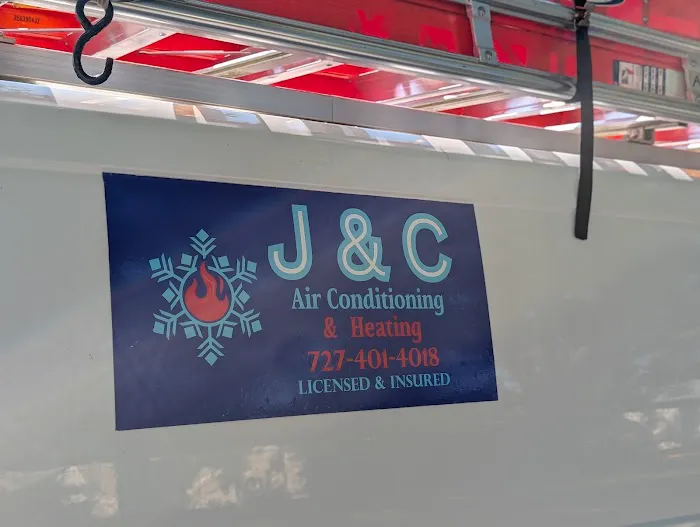 J & C
Air Conditioning
& Heating
727-401-4018
LICENSED & INSURED